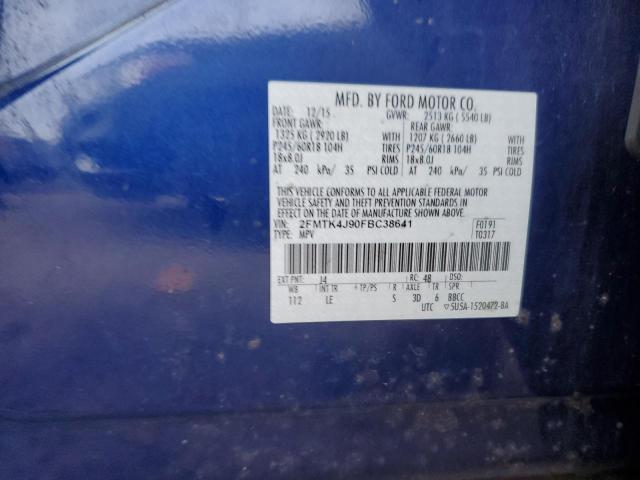 MFD. BY FORD MOTOR CO.
DATE: 12/15 GVWR: 2513 KG ( 5540 LB)
FRONT GAWR: REAR GAWR:
1325 KG ( 2920 LB) WITH 1207 KG ( 2660 LB) WITH
P245/60R18 104H TIRES P245/60R18 104H TIRES
18x8.0J RIMS 18x8.0J RIMS
AT 240 kPa/ 35 PSI COLD AT 240 kPa/ 35 PSI COLD
THIS VEHICLE CONFORMS TO ALL APPLICABLE FEDERAL MOTOR
VEHICLE SAFETY AND THEFT PREVENTION STANDARDS IN
EFFECT ON THE DATE OF MANUFACTURE SHOWN ABOVE.
VIN: 2FMTK4J90FBC38641 F0191
TYPE: MPV T0317
EXT PNT: J4 RC: 48 DSO:
WB INT TR TP/PS R AXLE TR SPR
112 LE S 3D 6 BBCC
UTC ▽5U5A-1520472-BA